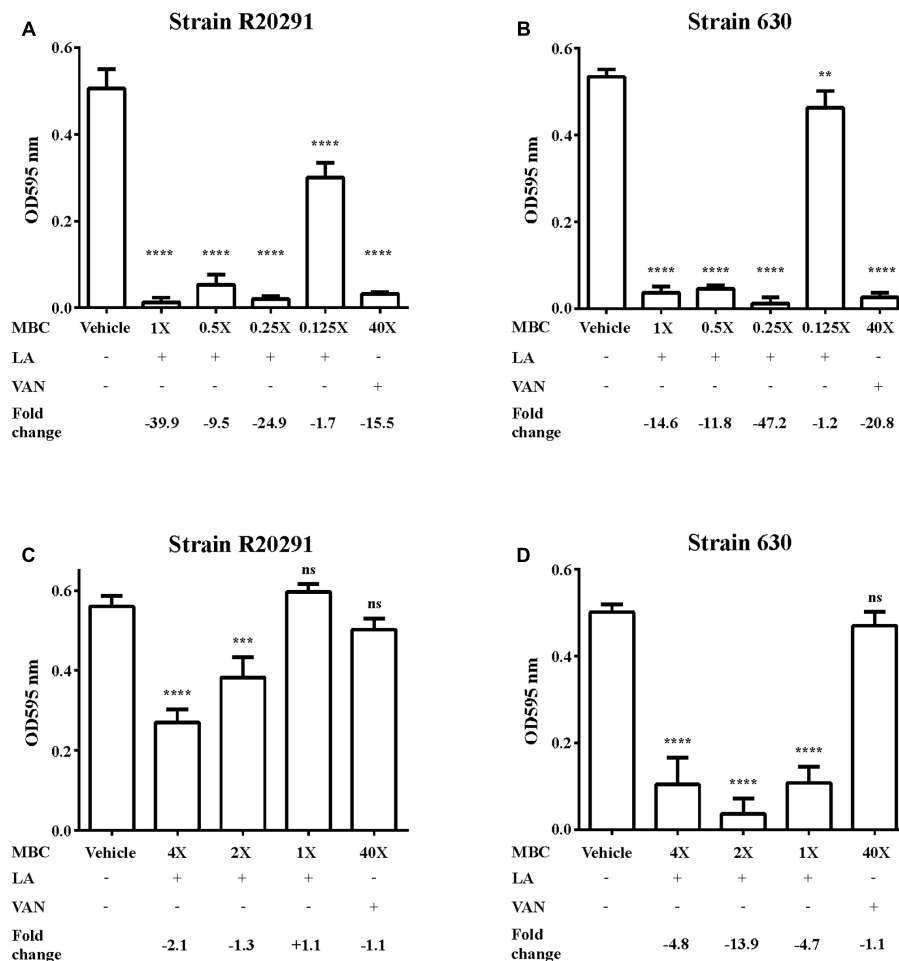 A
Strain R20291
0.6
0.4
0.2
0.0
OD595 nm
****
****
****
****
****
MBC Vehicle 1X 0.5X 0.25X 0.125X 40X
LA - + + + + -
VAN - - - - - +
Fold change -39.9 -9.5 -24.9 -1.7 -15.5
B
Strain 630
0.6
0.4
0.2
0.0
OD595 nm
****
****
****
**
****
MBC Vehicle 1X 0.5X 0.25X 0.125X 40X
LA - + + + + -
VAN - - - - - +
Fold change -14.6 -11.8 -47.2 -1.2 -20.8
C
Strain R20291
0.6
0.4
0.2
0.0
OD595 nm
****
***
ns
ns
MBC Vehicle 4X 2X 1X 40X
LA - + + + -
VAN - - - - +
Fold change -2.1 -1.3 +1.1 -1.1
D
Strain 630
0.6
0.4
0.2
0.0
OD595 nm
****
****
****
ns
MBC Vehicle 4X 2X 1X 40X
LA - + + + -
VAN - - - - +
Fold change -4.8 -13.9 -4.7 -1.1